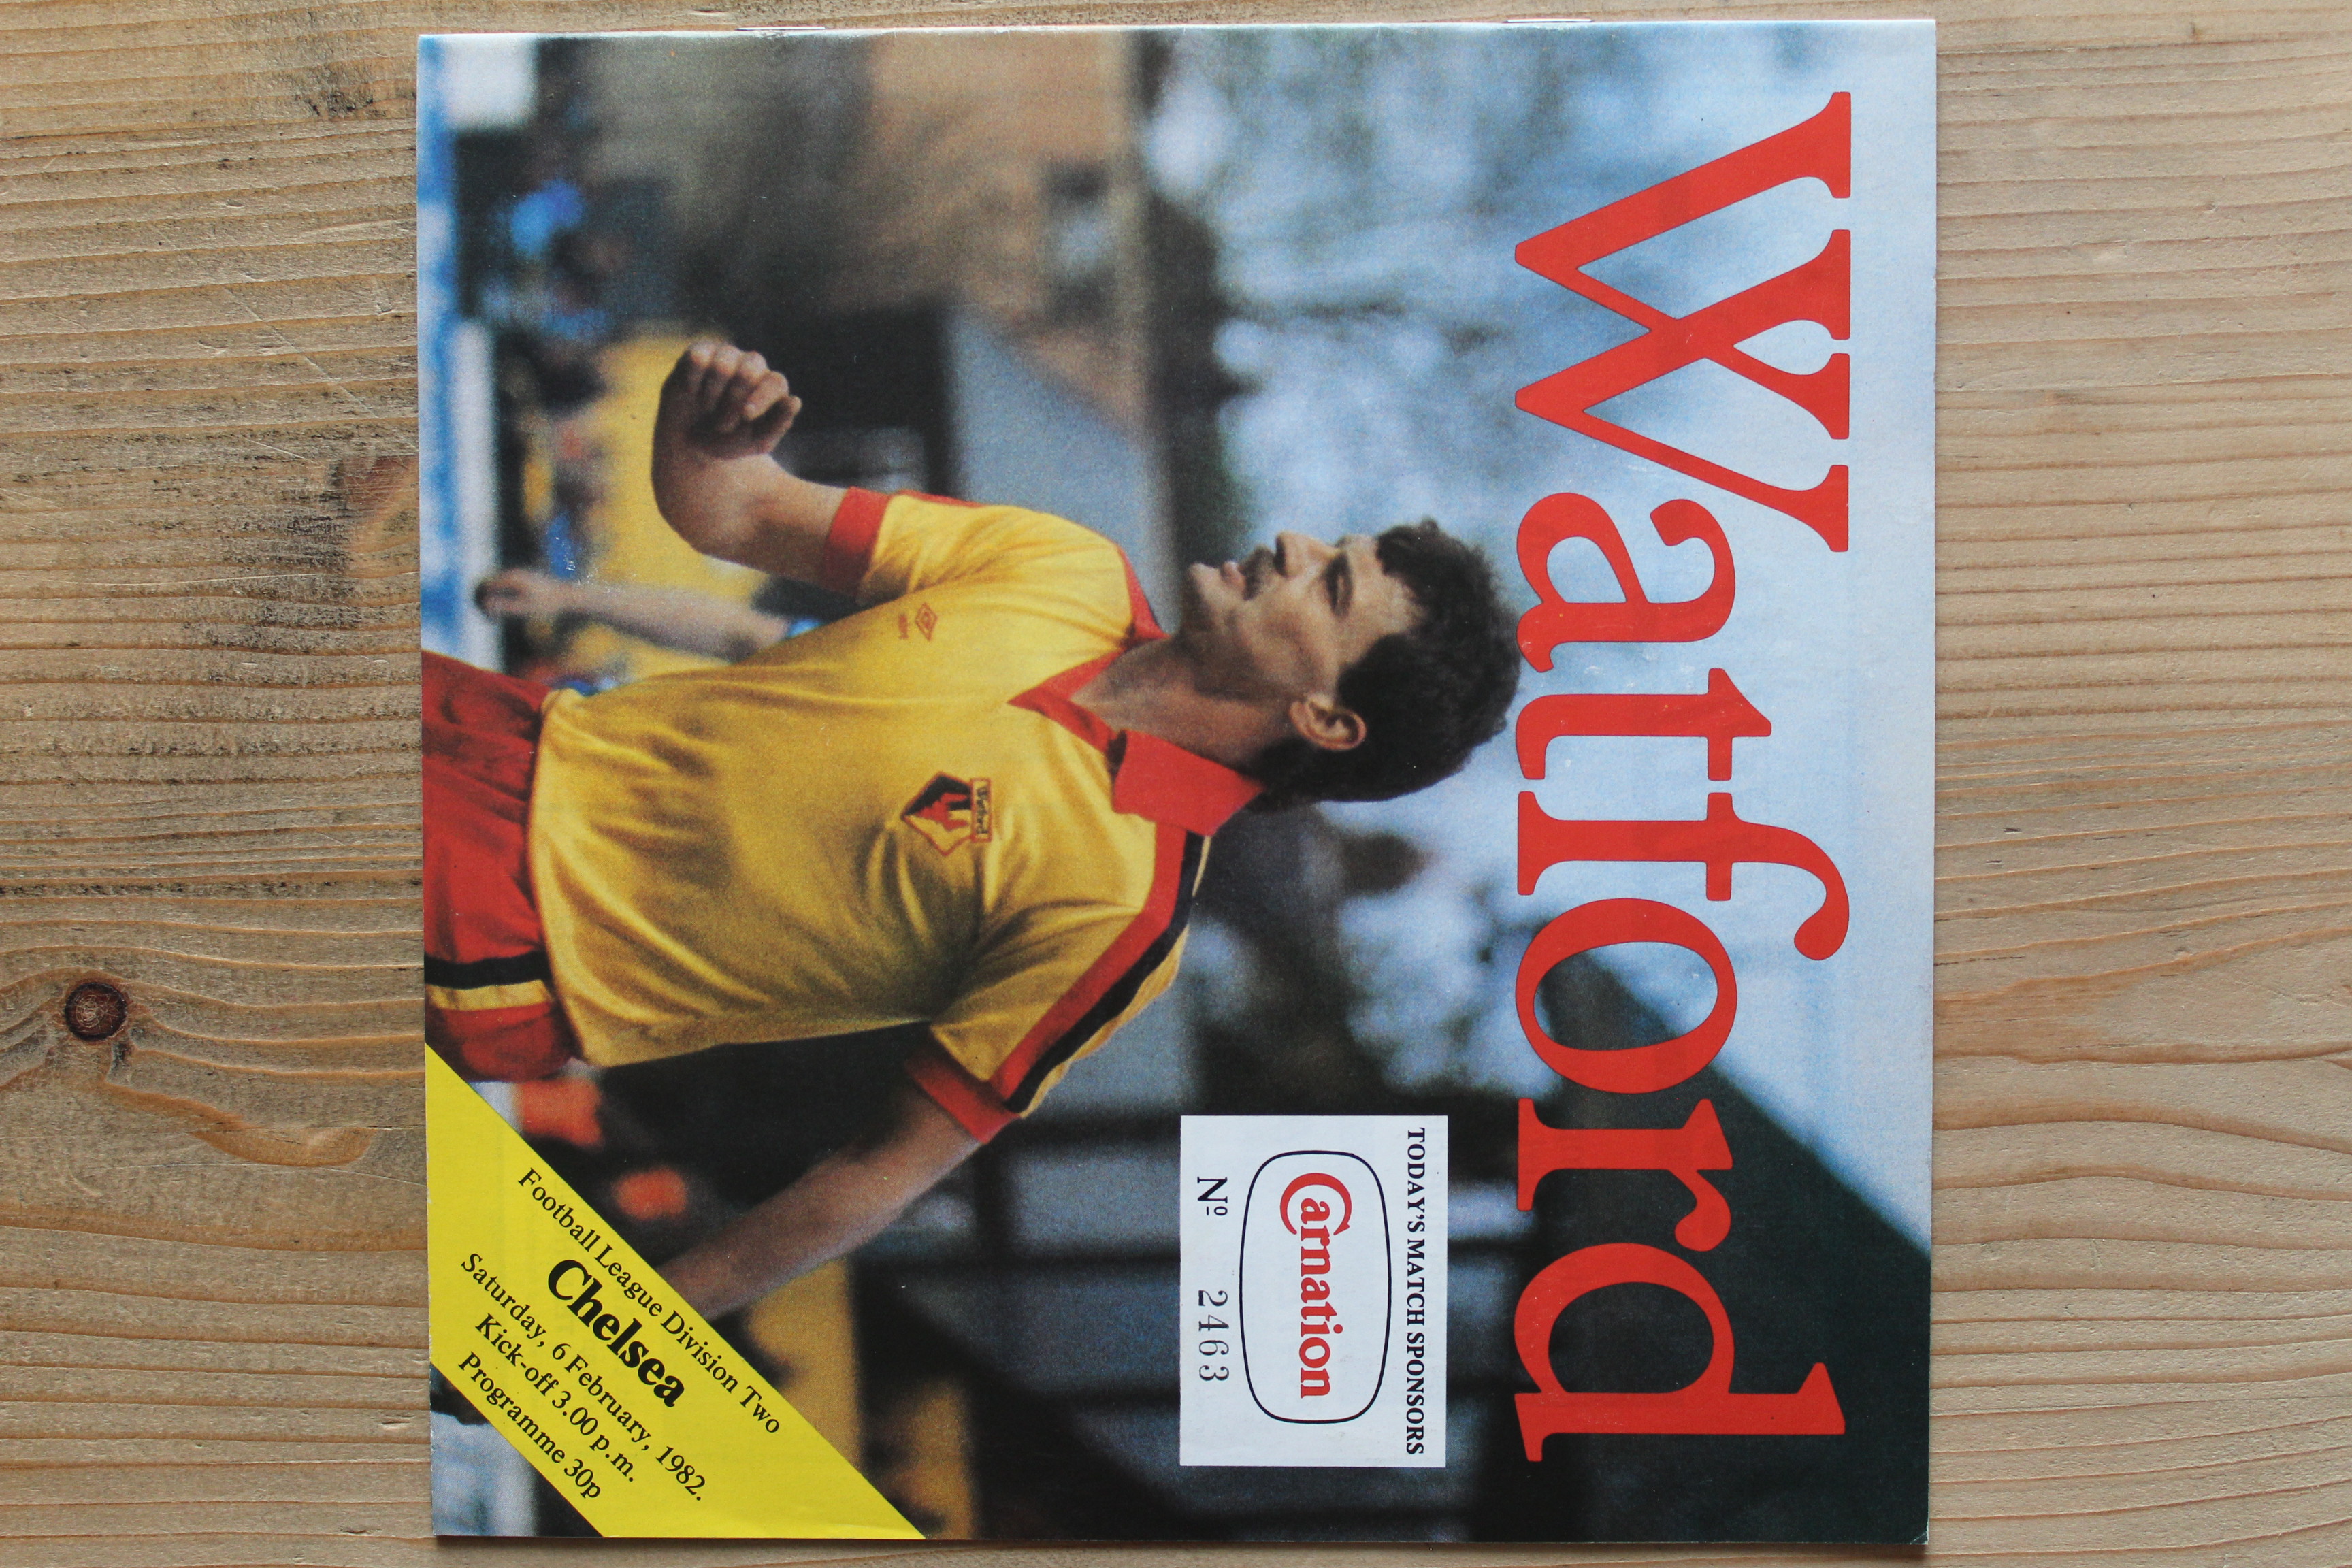 Watford
TODAY'S MATCH SPONSORS
Carnation
Nº 2463
Watford
Football League Division Two
Chelsea
Saturday, 6 February, 1982.
Kick-off 3.00 p.m.
Programme 30p